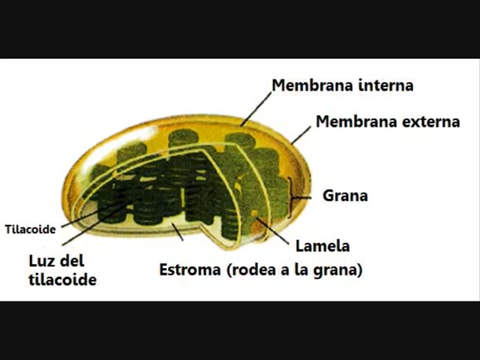 Membrana interna
Membrana externa
Grana
Tilacoide
Lamela
Luz del
tilacoide
Estroma (rodea a la grana)